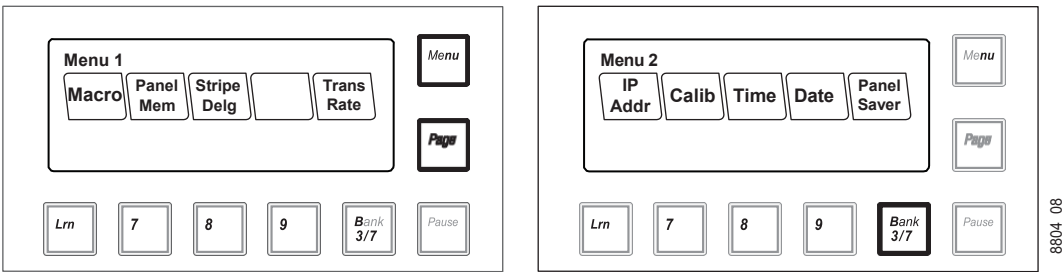 Menu 1
Macro
Panel
Mem
Stripe
Delg
Trans
Rate
Menu
Page
Lrn
7
8
9
Bank
3/7
Pause
Menu 2
IP
Addr
Calib
Time
Date
Panel
Saver
Menu
Page
Lrn
7
8
9
Bank
3/7
Pause
8804 08